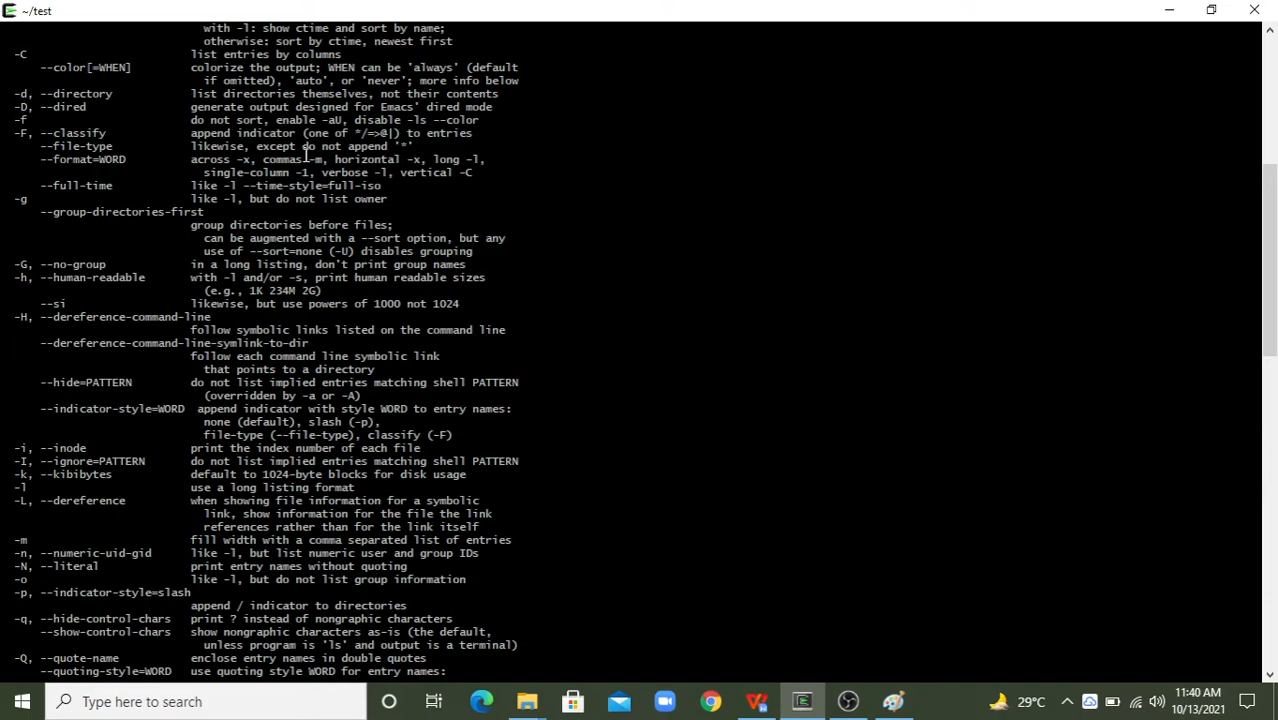 ~/test
with -l: show ctime and sort by name;
otherwise: sort by ctime, newest first
-C list entries by columns
--color[=WHEN] colorize the output; WHEN can be 'always' (default
if omitted), 'auto', or 'never'; more info below
-d, --directory list directories themselves, not their contents
-D, --dired generate output designed for Emacs' dired mode
-f do not sort, enable -aU, disable -ls --color
-F, --classify append indicator (one of */=>@|) to entries
--file-type likewise, except do not append '*'
--format=WORD across -x, commas -m, horizontal -x, long -l,
single-column -1, verbose -l, vertical -C
--full-time like -l --time-style=full-iso
-g like -l, but do not list owner
--group-directories-first
group directories before files;
can be augmented with a --sort option, but any
use of --sort=none (-U) disables grouping
-G, --no-group in a long listing, don't print group names
-h, --human-readable with -l and/or -s, print human readable sizes
(e.g., 1K 234M 2G)
--si likewise, but use powers of 1000 not 1024
-H, --dereference-command-line
follow symbolic links listed on the command line
--dereference-command-line-symlink-to-dir
follow each command line symbolic link
that points to a directory
--hide=PATTERN do not list implied entries matching shell PATTERN
(overridden by -a or -A)
--indicator-style=WORD append indicator with style WORD to entry names:
none (default), slash (-p),
file-type (--file-type), classify (-F)
-i, --inode print the index number of each file
-I, --ignore=PATTERN do not list implied entries matching shell PATTERN
-k, --kibibytes default to 1024-byte blocks for disk usage
-l use a long listing format
-L, --dereference when showing file information for a symbolic
link, show information for the file the link
references rather than for the link itself
-m fill width with a comma separated list of entries
-n, --numeric-uid-gid like -l, but list numeric user and group IDs
-N, --literal print entry names without quoting
-o like -l, but do not list group information
-p, --indicator-style=slash
append / indicator to directories
-q, --hide-control-chars print ? instead of nongraphic characters
--show-control-chars show nongraphic characters as-is (the default,
unless program is 'ls' and output is a terminal)
-Q, --quote-name enclose entry names in double quotes
--quoting-style=WORD use quoting style WORD for entry names:
Type here to search
29°C
11:40 AM
10/13/2021